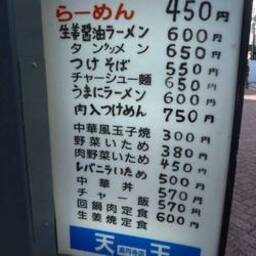 らーめん 450円
生姜醤油ラーメン 600円
タンタンメン 650円
つけそば 550円
チャーシュー麺 650円
うまにラーメン 600円
肉入つけめん 750円
中華風玉子焼 300円
野菜いため 380円
肉野菜いため 450円
レバニラいため 500円
中華丼 570円
チャー飯 570円
回鍋肉定食
生姜焼定食 600円
天王